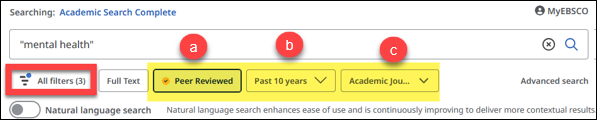 Searching: Academic Search Complete
MyEBSCO
"mental health"
a
b
c
All filters (3)
Full Text
Peer Reviewed
Past 10 years
Academic Jou...
Advanced search
Natural language search
Natural language search enhances ease of use and is continuously improving to deliver more contextual results.